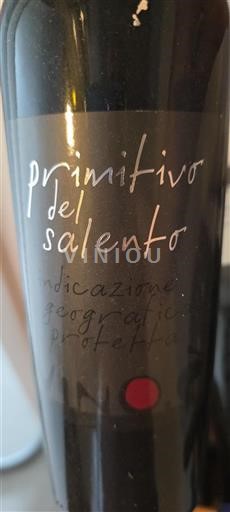 primitivo
del
salento
VINIOU
indicazione
geografica
protetta